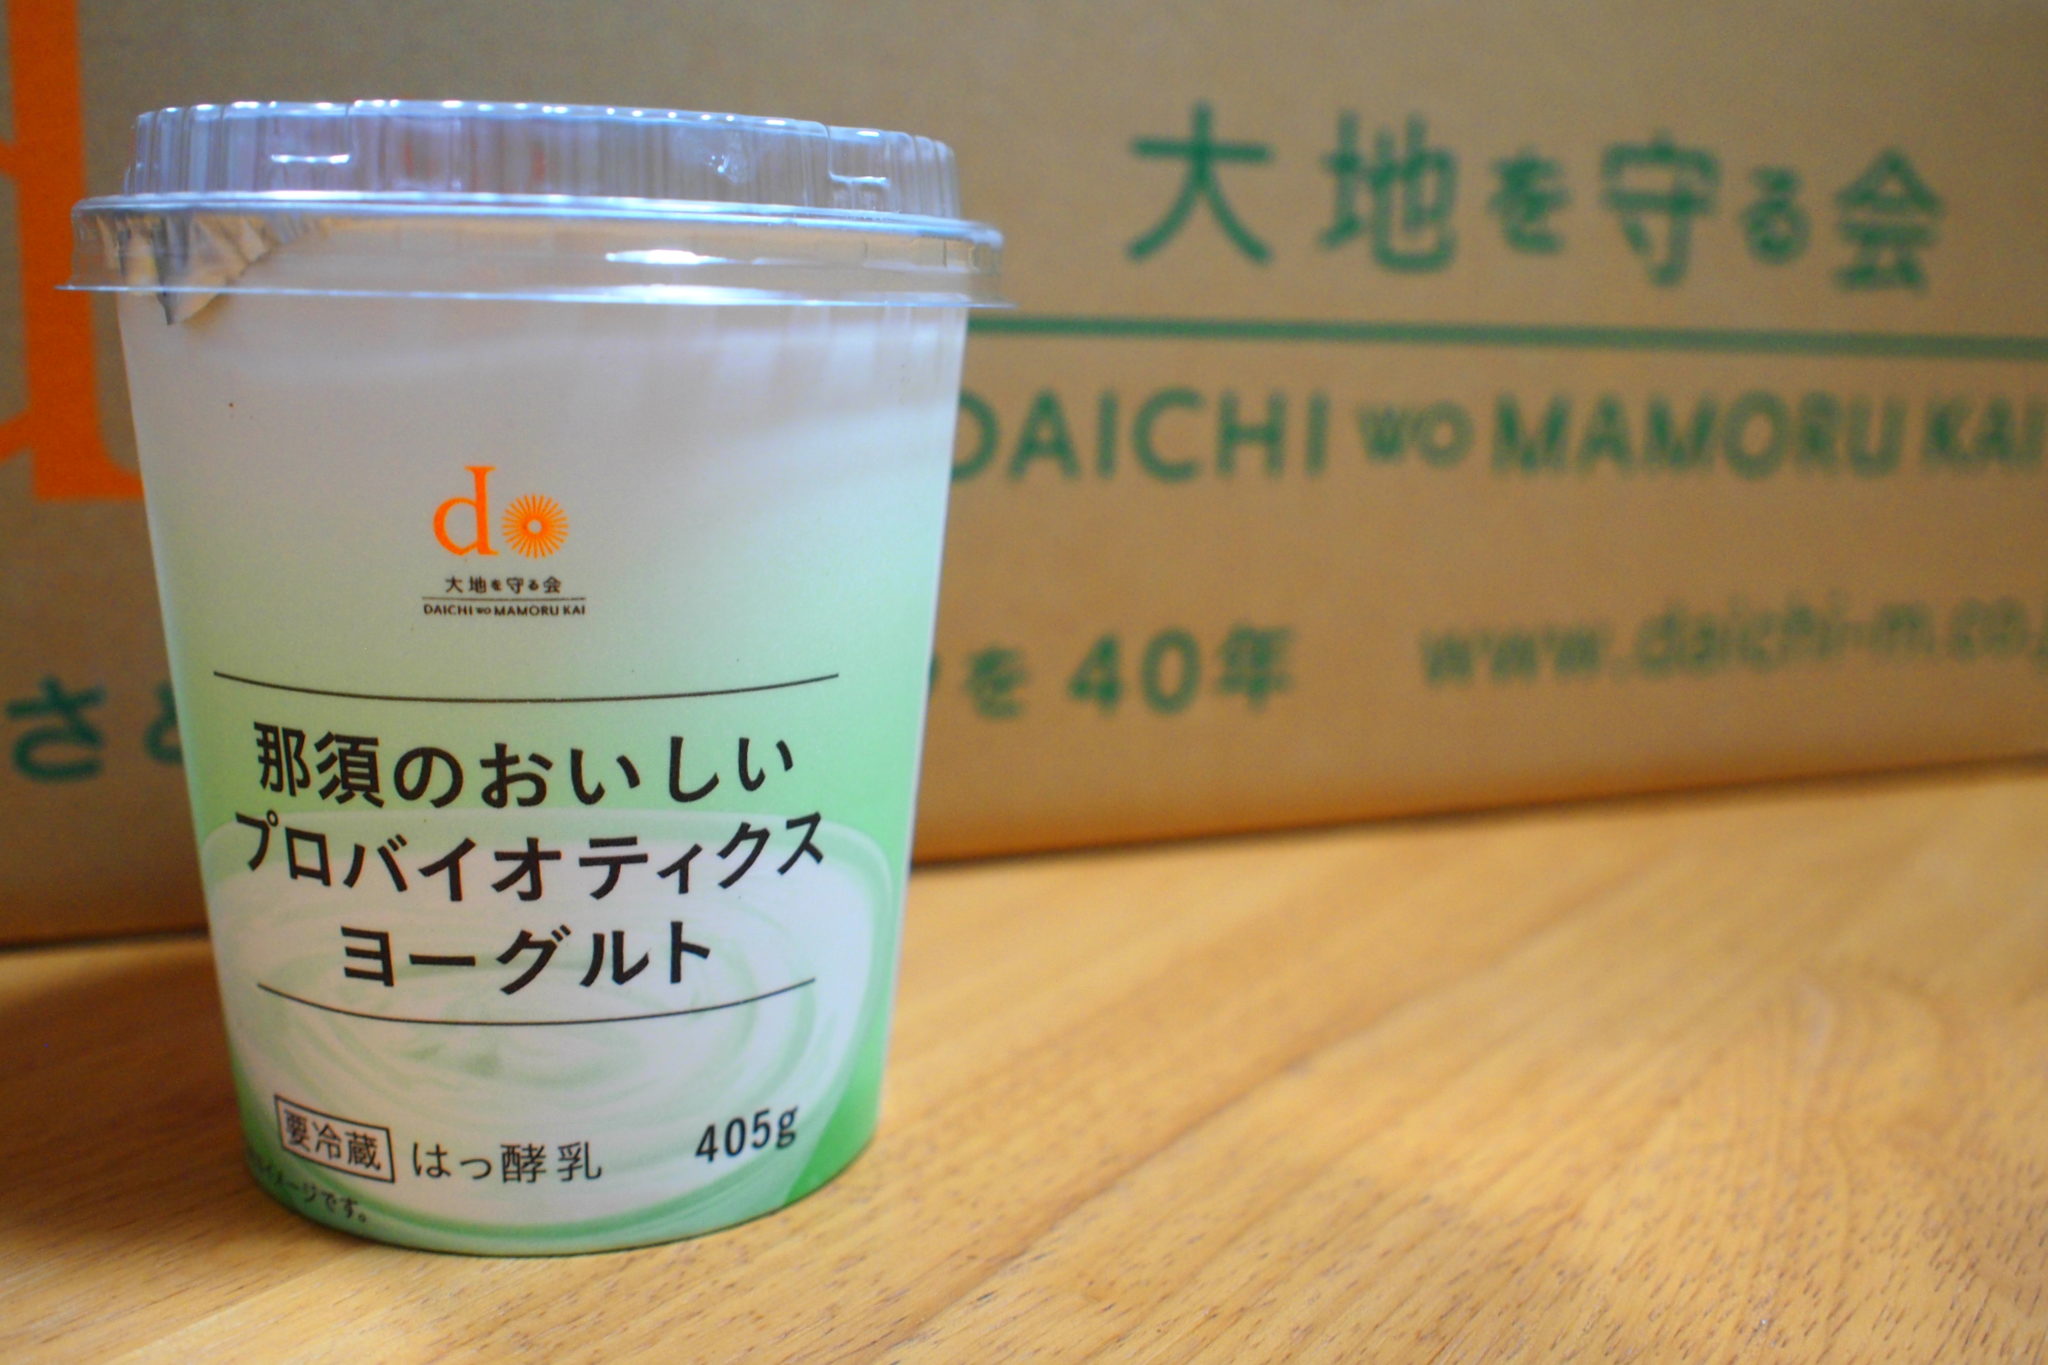 do
大地を守る会
DAICHI wo MAMORU KAI
那須のおいしい
プロバイオティクス
ヨーグルト
要冷蔵 はっ酵乳 405g
イメージです。
d
大地を守る会
DAICHI wo MAMORU KAI
を40年 www.daichi-m.co.j